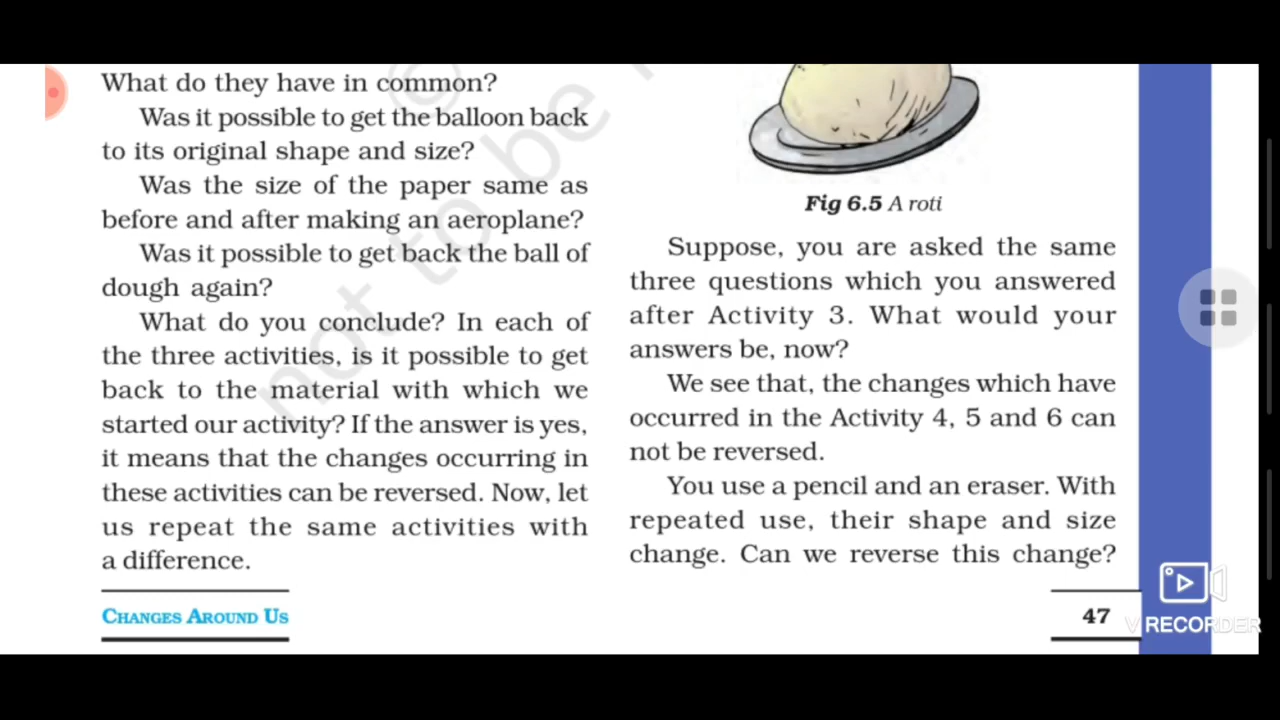 What do they have in common?
Was it possible to get the balloon back
to its original shape and size?
Was the size of the paper same as
before and after making an aeroplane?
Was it possible to get back the ball of
dough again?
What do you conclude? In each of
the three activities, is it possible to get
back to the material with which we
started our activity? If the answer is yes,
it means that the changes occurring in
these activities can be reversed. Now, let
us repeat the same activities with
a difference.
Fig 6.5 A roti
Suppose, you are asked the same
three questions which you answered
after Activity 3. What would your
answers be, now?
We see that, the changes which have
occurred in the Activity 4, 5 and 6 can
not be reversed.
You use a pencil and an eraser. With
repeated use, their shape and size
change. Can we reverse this change?
CHANGES AROUND US
47
©
not to be
V RECORDER